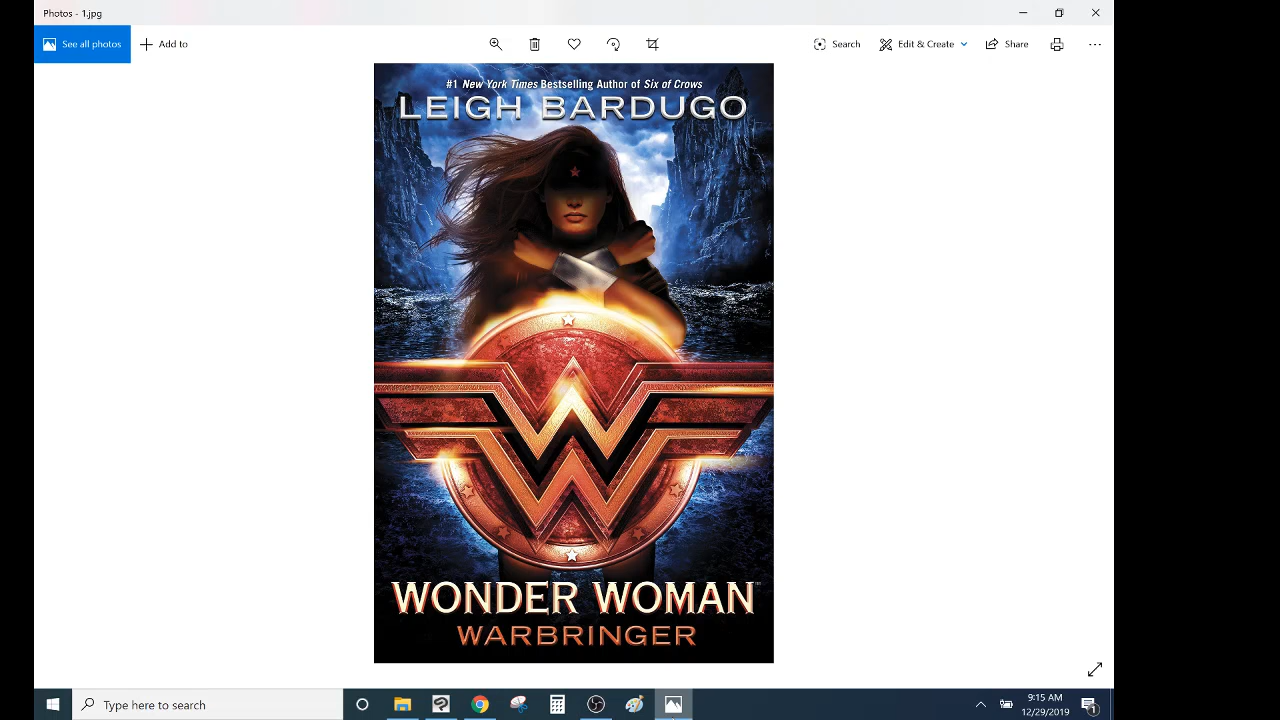 Photos - 1.jpg
See all photos
Add to
Search
Edit & Create
Share
#1 New York Times Bestselling Author of Six of Crows
LEIGH BARDUGO
W
WONDER WOMAN
WARBRINGER
Type here to search
9:15 AM
12/29/2019
1